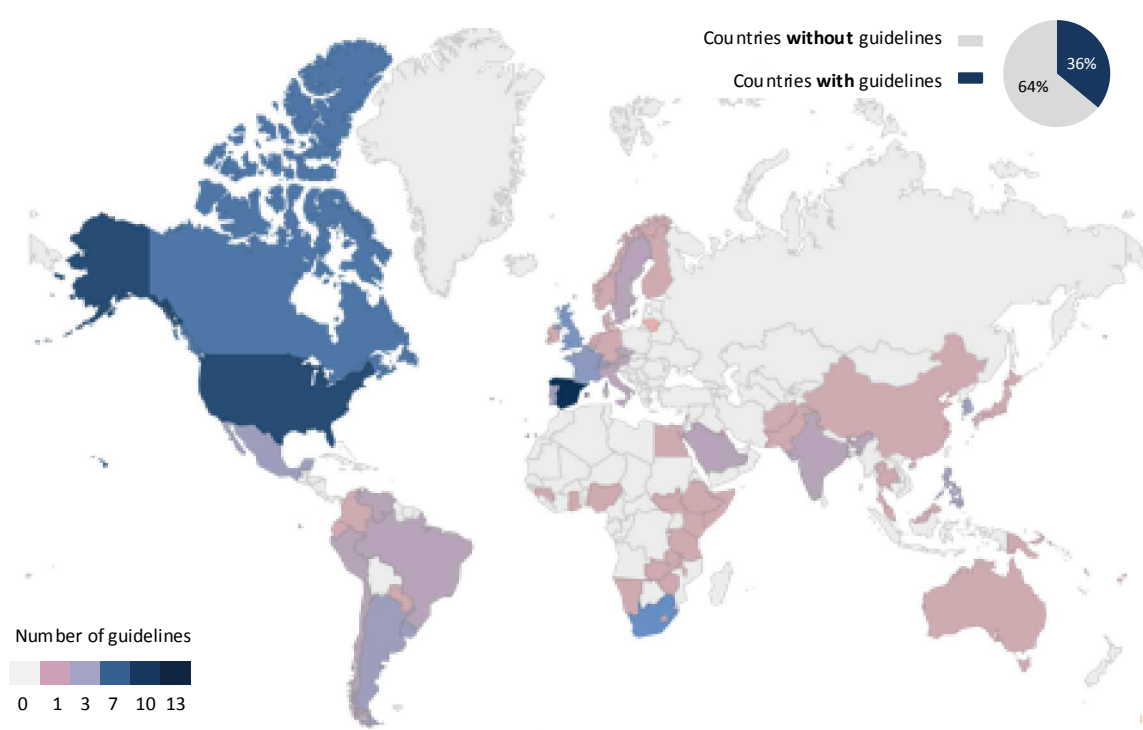 Countries without guidelines
Countries with guidelines
36%
64%
Number of guidelines
0 1 3 7 10 13